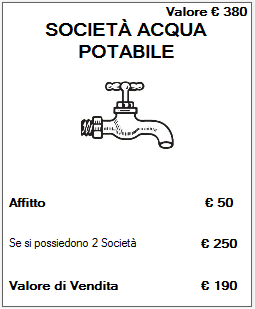 Valore € 380
SOCIETÀ ACQUA
POTABILE
Affitto € 50
Se si possiedono 2 Società € 250
Valore di Vendita € 190